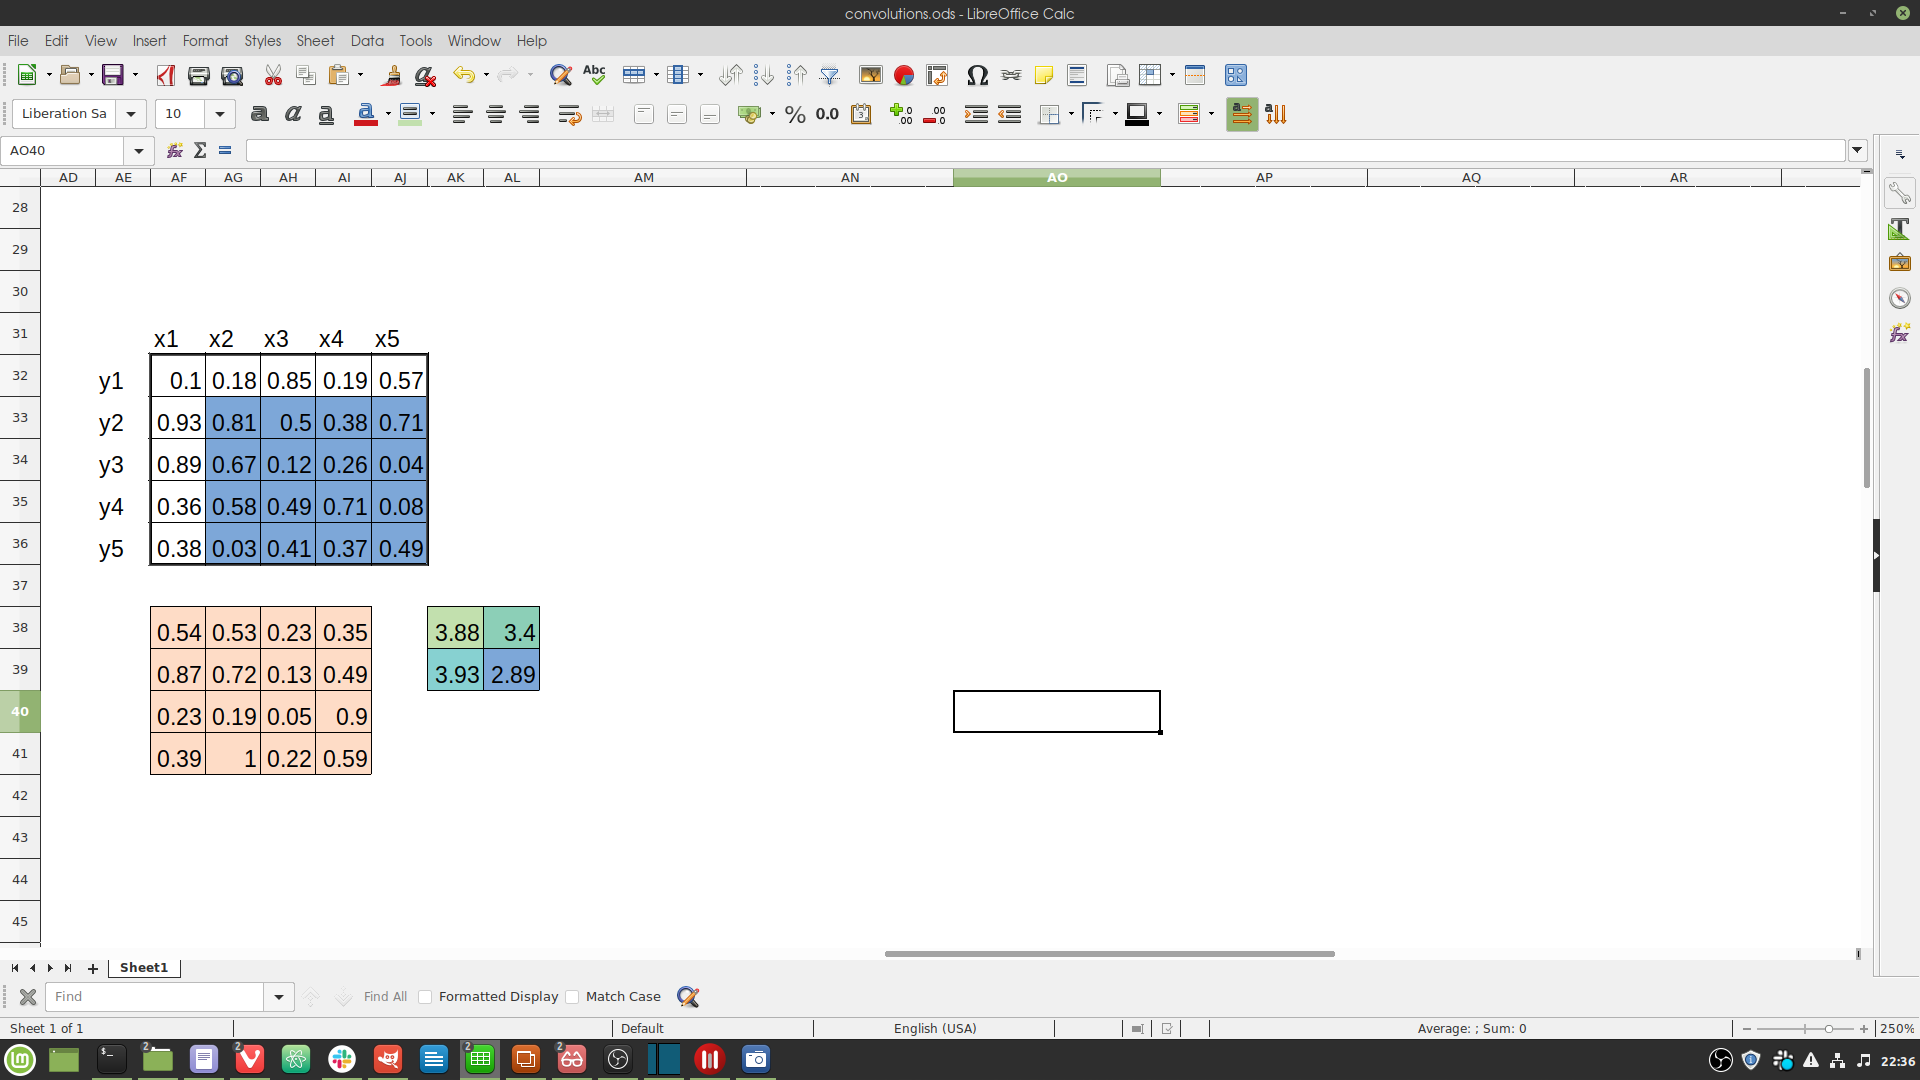 convolutions.ods - LibreOffice Calc
File Edit View Insert Format Styles Sheet Data Tools Window Help
Abc
Liberation Sa 10 % 0.0
AO40
AD AE AF AG AH AI AJ AK AL AM AN AO AP AQ AR
28
29
30
31 x1 x2 x3 x4 x5
32 y1 0.1 0.18 0.85 0.19 0.57
33 y2 0.93 0.81 0.5 0.38 0.71
34 y3 0.89 0.67 0.12 0.26 0.04
35 y4 0.36 0.58 0.49 0.71 0.08
36 y5 0.38 0.03 0.41 0.37 0.49
37
38 0.54 0.53 0.23 0.35 3.88 3.4
39 0.87 0.72 0.13 0.49 3.93 2.89
40 0.23 0.19 0.05 0.9
41 0.39 1 0.22 0.59
42
43
44
45
Sheet1
Find Find All Formatted Display Match Case
Sheet 1 of 1 Default English (USA) Average: ; Sum: 0 250%
2 2 2 2 22:36